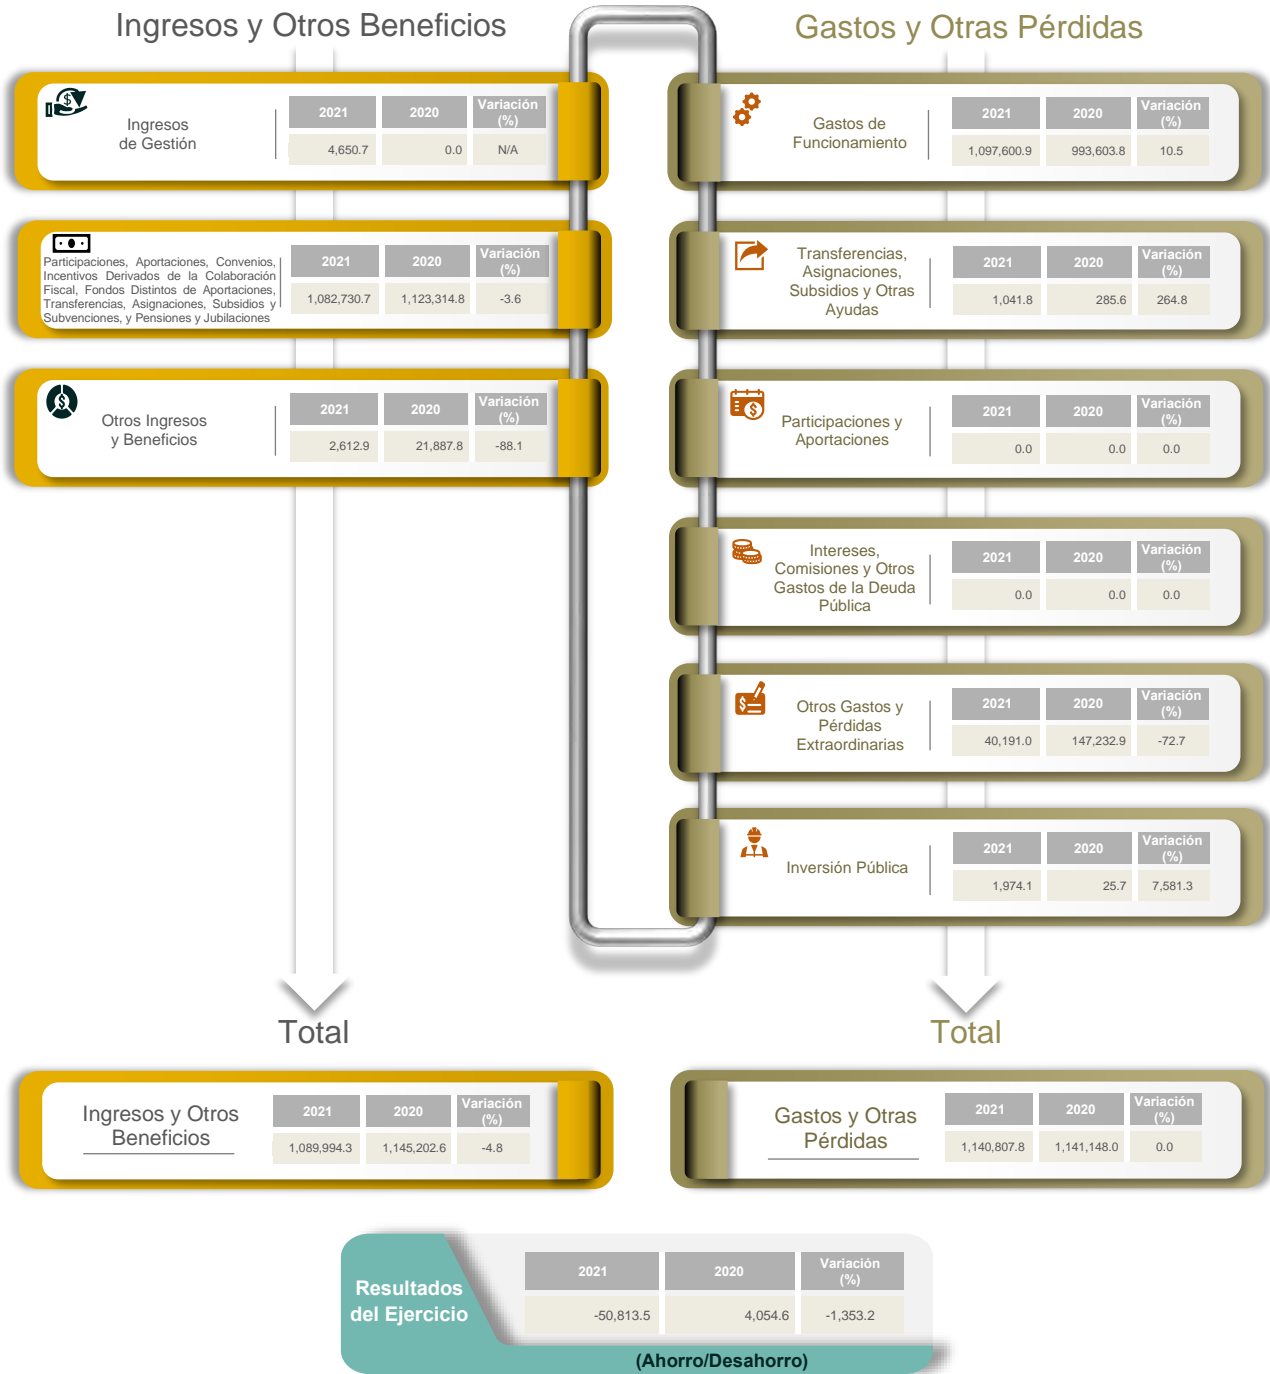 Ingresos y Otros Beneficios
Ingresos
de Gestión
2021 2020 Variación
(%)
4,650.7 0.0 N/A
Participaciones, Aportaciones, Convenios,
Incentivos Derivados de la Colaboración
Fiscal, Fondos Distintos de Aportaciones,
Transferencias, Asignaciones, Subsidios y
Subvenciones, y Pensiones y Jubilaciones
2021 2020 Variación
(%)
1,082,730.7 1,123,314.8 -3.6
Otros Ingresos
y Beneficios
2021 2020 Variación
(%)
2,612.9 21,887.8 -88.1
Total
Ingresos y Otros
Beneficios
2021 2020 Variación
(%)
1,089,994.3 1,145,202.6 -4.8
Gastos y Otras Pérdidas
Gastos de
Funcionamiento
2021 2020 Variación
(%)
1,097,600.9 993,603.8 10.5
Transferencias,
Asignaciones,
Subsidios y Otras
Ayudas
2021 2020 Variación
(%)
1,041.8 285.6 264.8
Participaciones y
Aportaciones
2021 2020 Variación
(%)
0.0 0.0 0.0
Intereses,
Comisiones y Otros
Gastos de la Deuda
Pública
2021 2020 Variación
(%)
0.0 0.0 0.0
Otros Gastos y
Pérdidas
Extraordinarias
2021 2020 Variación
(%)
40,191.0 147,232.9 -72.7
Inversión Pública
2021 2020 Variación
(%)
1,974.1 25.7 7,581.3
Total
Gastos y Otras
Pérdidas
2021 2020 Variación
(%)
1,140,807.8 1,141,148.0 0.0
Resultados
del Ejercicio
2021 2020 Variación
(%)
-50,813.5 4,054.6 -1,353.2
(Ahorro/Desahorro)